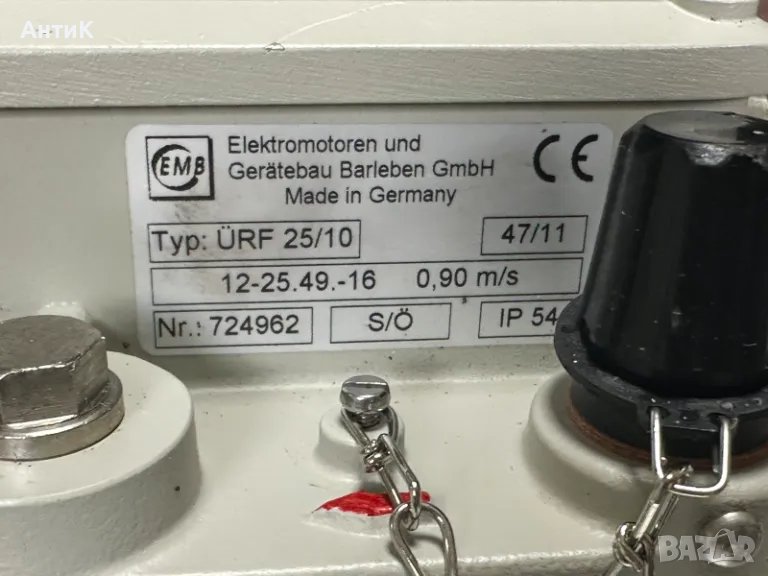 АнтиК
EMB
Elektromotoren und
Gerätebau Barleben GmbH
Made in Germany
CE
Typ: ÜRF 25/10
47/11
12-25.49.-16 0,90 m/s
Nr.: 724962
S/Ö
IP 54
BAZAR